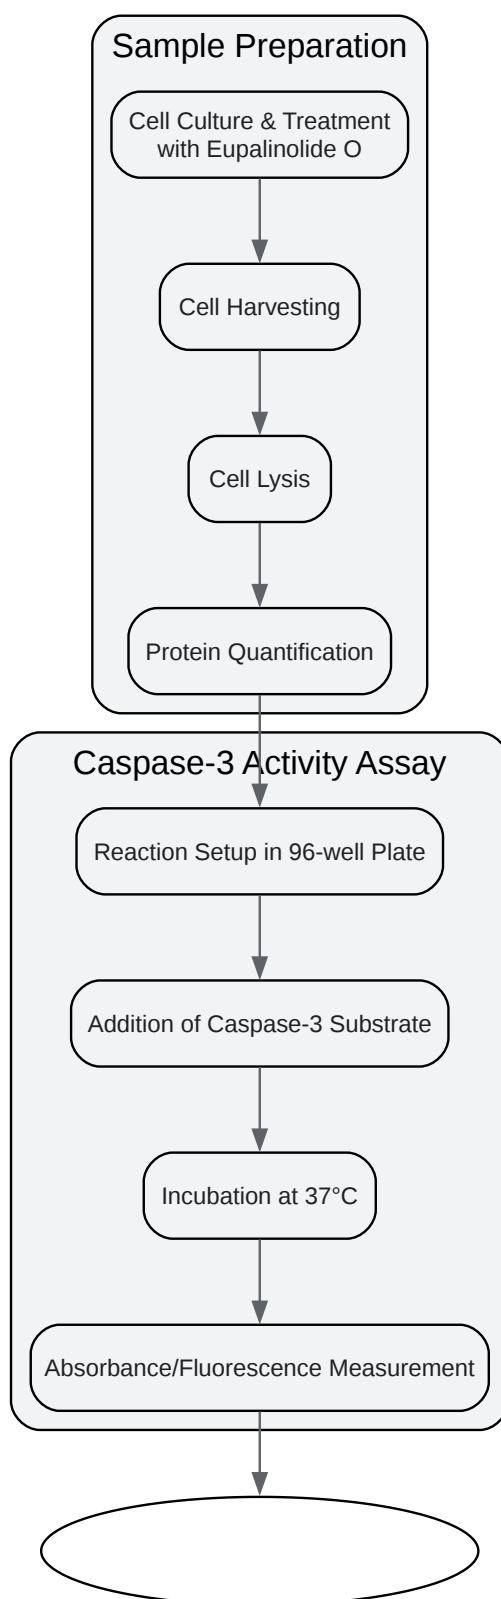 Sample Preparation
Cell Culture & Treatment
with Eupalinolide O
Cell Harvesting
Cell Lysis
Protein Quantification
Caspase-3 Activity Assay
Reaction Setup in 96-well Plate
Addition of Caspase-3 Substrate
Incubation at 37°C
Absorbance/Fluorescence Measurement